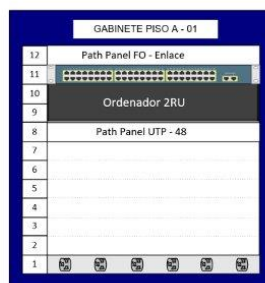 GABINETE PISO A - 01
12 Path Panel FO - Enlace
11
10
Ordenador 2RU
9
8 Path Panel UTP - 48
7
6
5
4
3
2
1